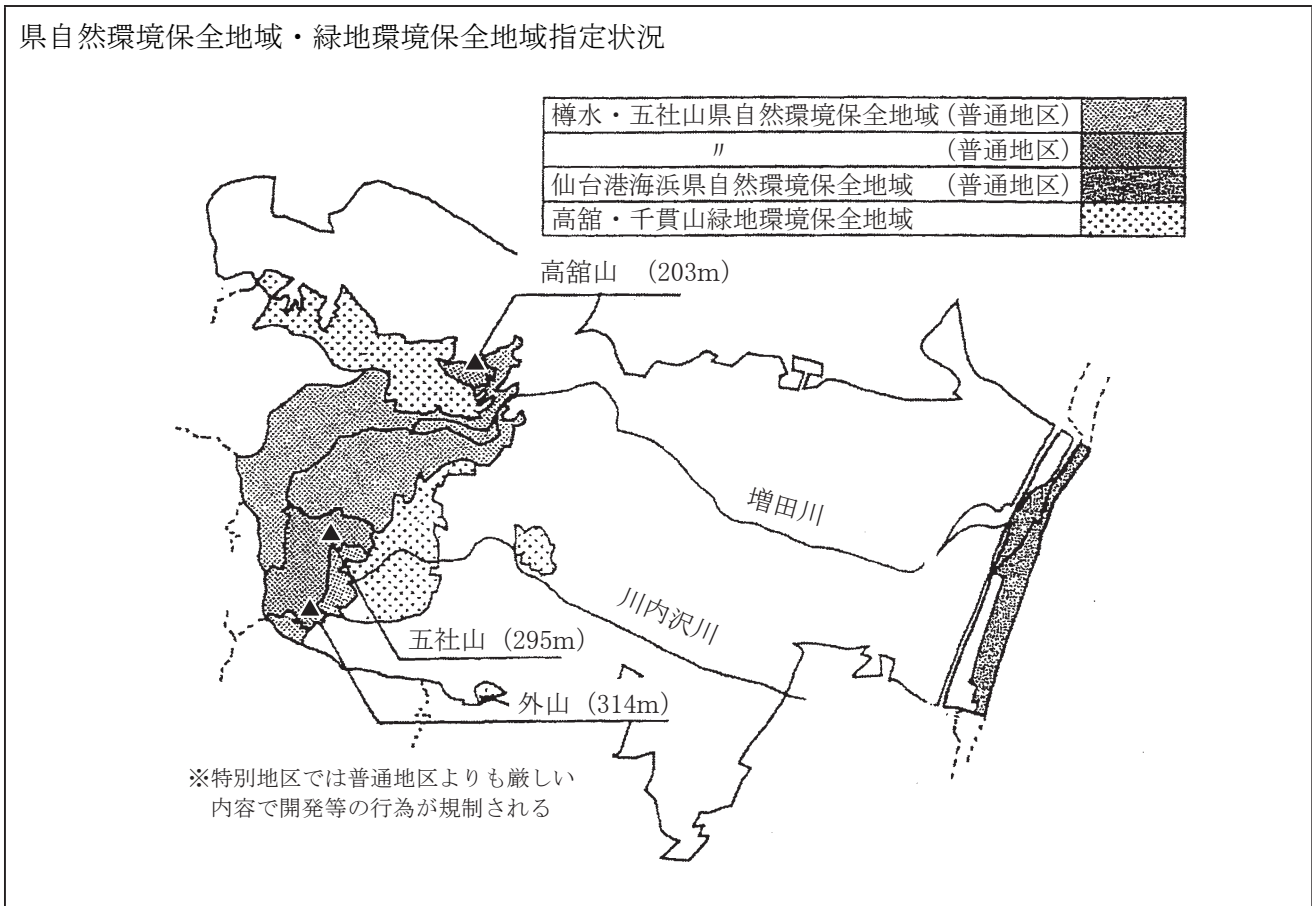 県自然環境保全地域・緑地環境保全地域指定状況
樽水・五社山県自然環境保全地域(普通地区)
〃 (普通地区)
仙台港海浜県自然環境保全地域 (普通地区)
高舘・千貫山緑地環境保全地域
高舘山 (203m)
増田川
川内沢川
五社山 (295m)
外山 (314m)
※特別地区では普通地区よりも厳しい
内容で開発等の行為が規制される